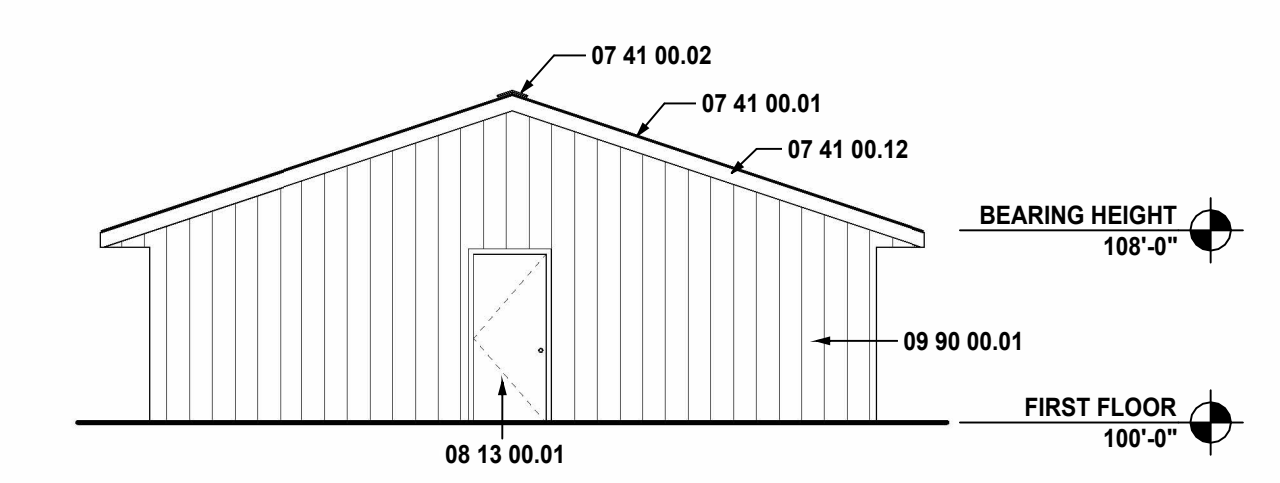 07 41 00.02
07 41 00.01
07 41 00.12
BEARING HEIGHT
108'-0"
09 90 00.01
FIRST FLOOR
100'-0"
08 13 00.01